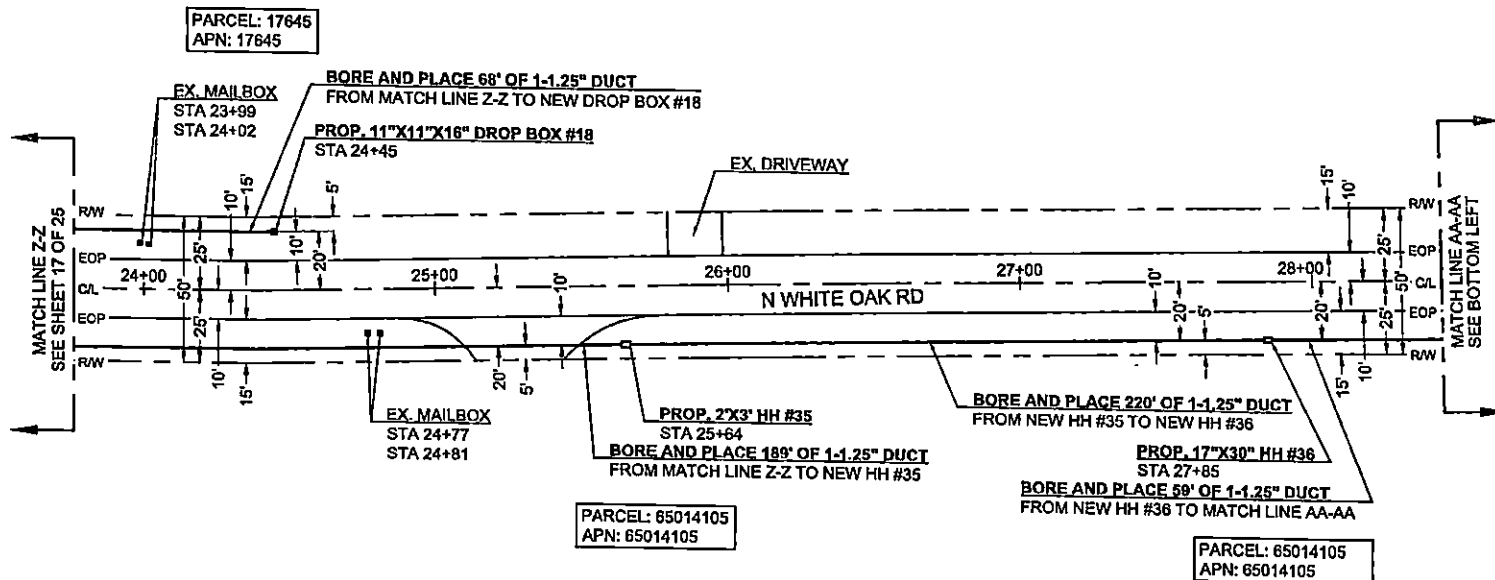 PARCEL: 17645
APN: 17645
EX. MAILBOX
STA 23+99
STA 24+02
BORE AND PLACE 68' OF 1-1.25" DUCT
FROM MATCH LINE Z-Z TO NEW DROP BOX #18
PROP. 11"X11"X16" DROP BOX #18
STA 24+45
EX. DRIVEWAY
MATCH LINE Z-Z
SEE SHEET 17 OF 25
R/W
EOP
C/L
EOP
R/W
50'
25'
25'
10'
15'
10'
20'
5'
10'
15'
24+00
25+00
26+00
27+00
28+00
N WHITE OAK RD
20'
5'
10'
10'
20'
5'
20'
15'
10'
25'
50'
25'
15'
10'
R/W
EOP
C/L
EOP
R/W
MATCH LINE AA-AA
SEE BOTTOM LEFT
EX. MAILBOX
STA 24+77
STA 24+81
PROP. 2'X3' HH #35
STA 25+64
BORE AND PLACE 189' OF 1-1.25" DUCT
FROM MATCH LINE Z-Z TO NEW HH #35
BORE AND PLACE 220' OF 1-1.25" DUCT
FROM NEW HH #35 TO NEW HH #36
PROP. 17"X30" HH #36
STA 27+85
BORE AND PLACE 59' OF 1-1.25" DUCT
FROM NEW HH #36 TO MATCH LINE AA-AA
PARCEL: 65014105
APN: 65014105
PARCEL: 65014105
APN: 65014105